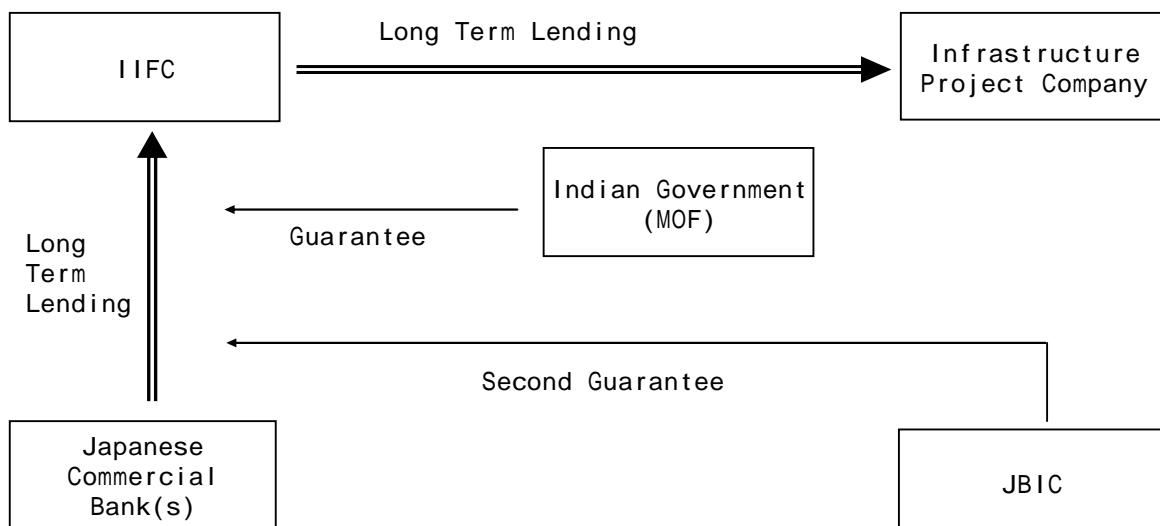 Long Term Lending
IIFC
Infrastructure
Project Company
Indian Government
(MOF)
Guarantee
Long
Term
Lending
Second Guarantee
Japanese
Commercial
Bank(s)
JBIC